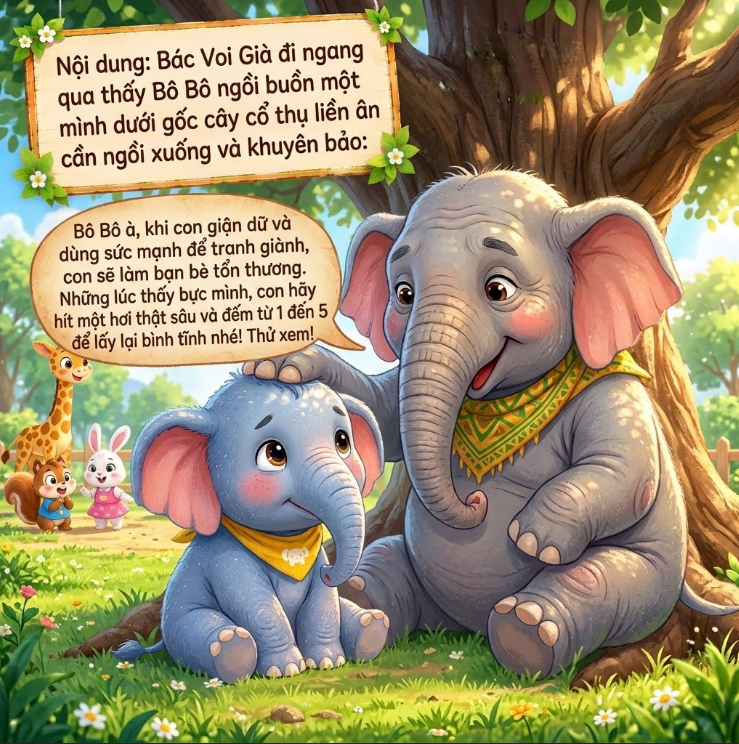 Nội dung: Bác Voi Già đi ngang
qua thấy Bô Bô ngồi buồn một
mình dưới gốc cây cổ thụ liền ân
cần ngồi xuống và khuyên bảo:
Bô Bô à, khi con giận dữ và
dùng sức mạnh để tranh giành,
con sẽ làm bạn bè tổn thương.
Những lúc thấy bực mình, con hãy
hít một hơi thật sâu và đếm từ 1 đến 5
để lấy lại bình tĩnh nhé! Thử xem!